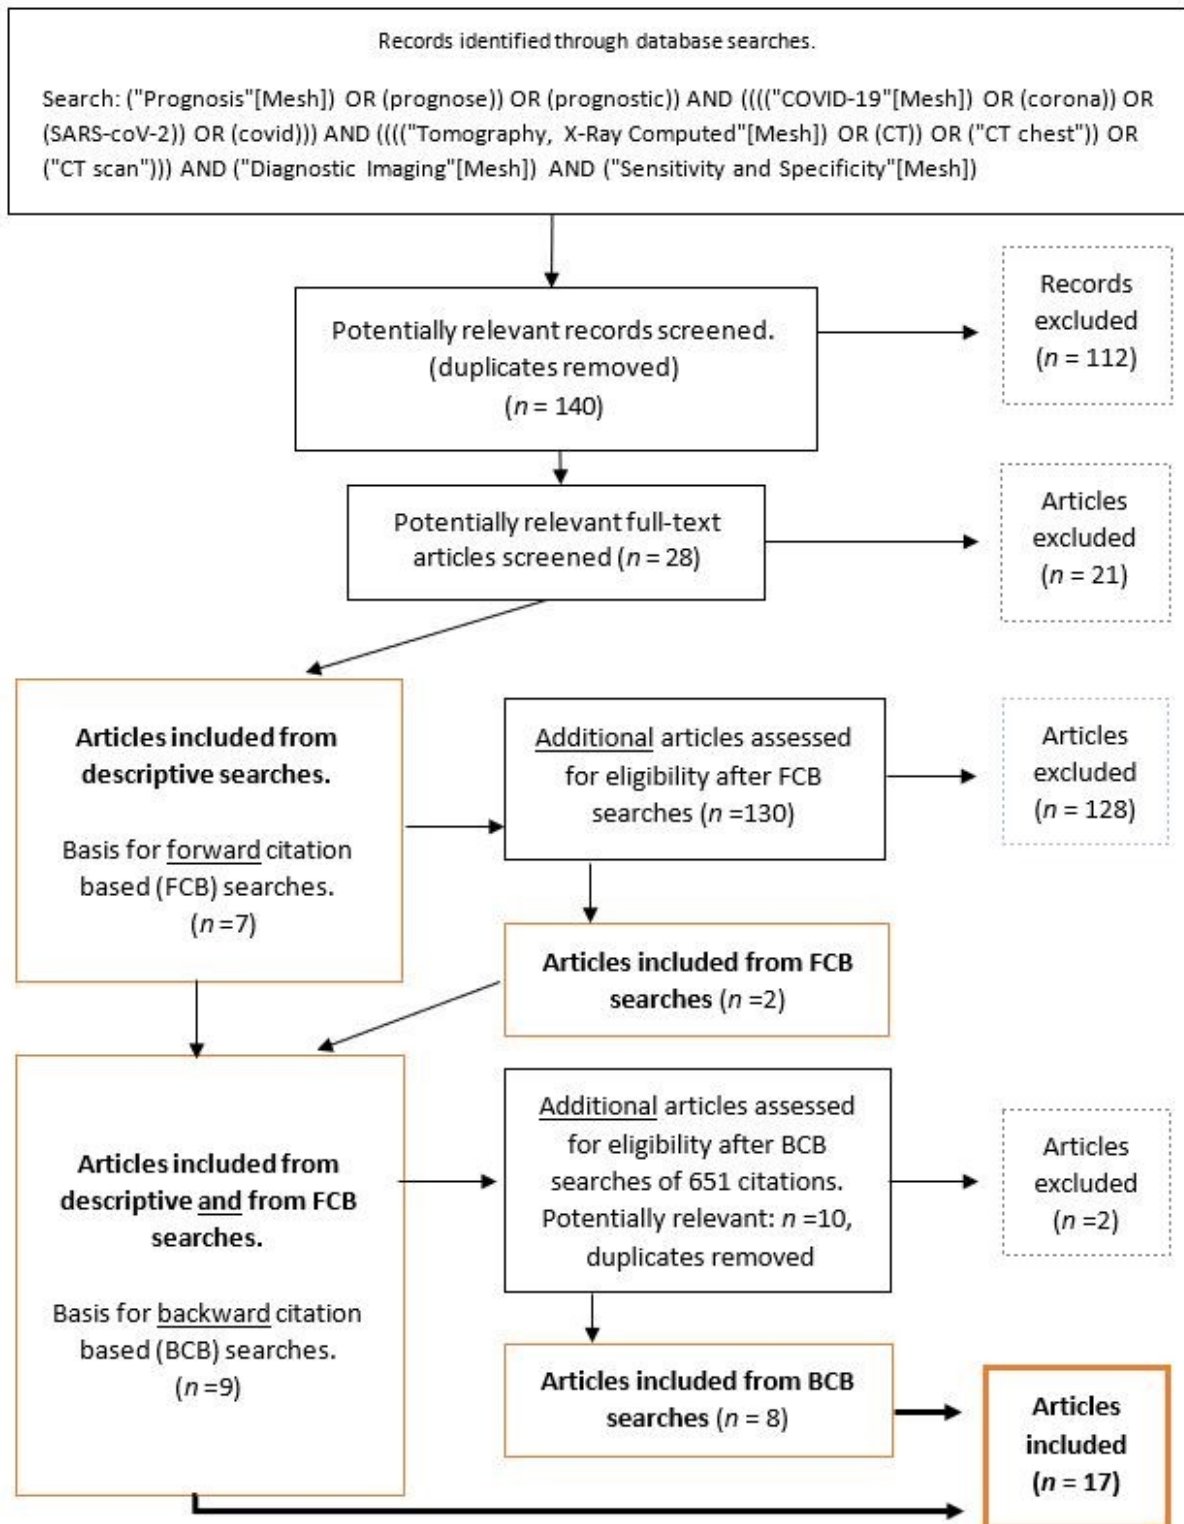 Records identified through database searches.
Search: ("Prognosis"[Mesh]) OR (prognose)) OR (prognostic)) AND (((("COVID-19"[Mesh]) OR (corona)) OR
(SARS-coV-2)) OR (covid))) AND (((("Tomography, X-Ray Computed"[Mesh]) OR (CT)) OR ("CT chest")) OR
("CT scan"))) AND ("Diagnostic Imaging"[Mesh]) AND ("Sensitivity and Specificity"[Mesh])
Potentially relevant records screened.
(duplicates removed)
(n = 140)
Records
excluded
(n = 112)
Potentially relevant full-text
articles screened (n = 28)
Articles
excluded
(n = 21)
Articles included from
descriptive searches.
Basis for forward citation
based (FCB) searches.
(n =7)
Additional articles assessed
for eligibility after FCB
searches (n =130)
Articles
excluded
(n = 128)
Articles included from FCB
searches (n =2)
Articles included from
descriptive and from FCB
searches.
Basis for backward citation
based (BCB) searches.
(n =9)
Additional articles assessed
for eligibility after BCB
searches of 651 citations.
Potentially relevant: n =10,
duplicates removed
Articles
excluded
(n =2)
Articles included from BCB
searches (n = 8)
Articles
included
(n = 17)